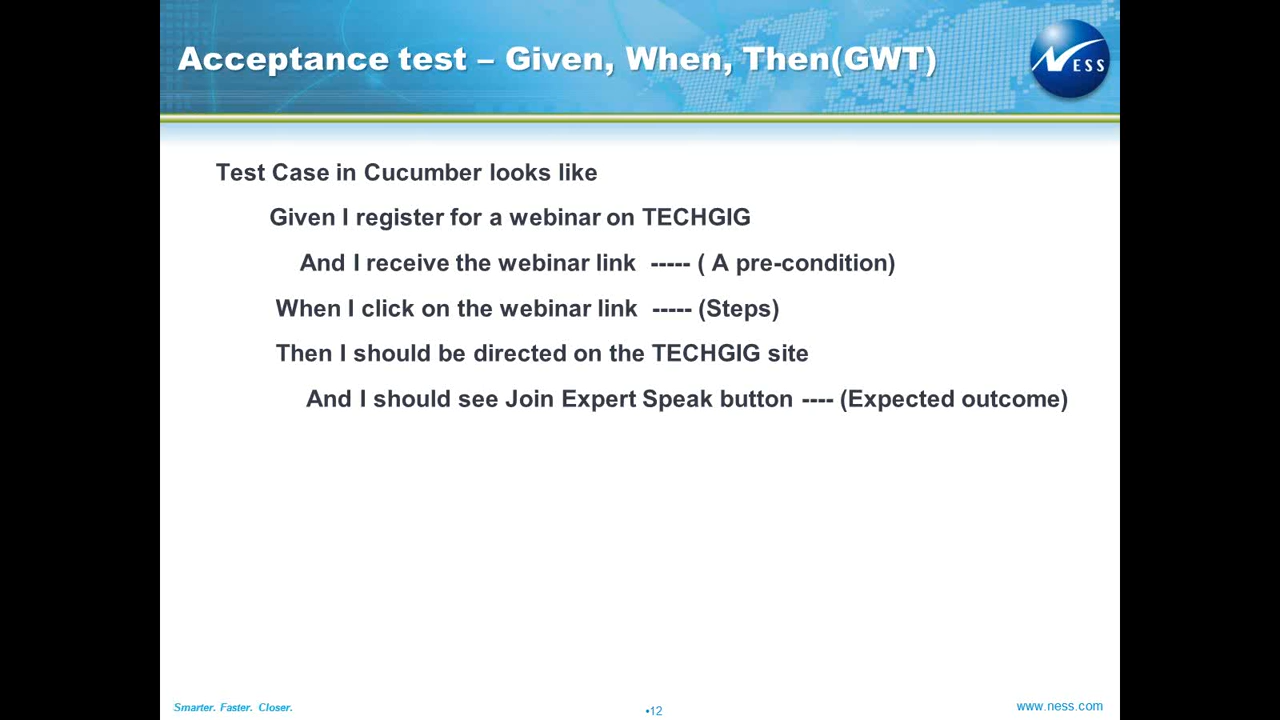 Acceptance test – Given, When, Then(GWT)
NESS
Test Case in Cucumber looks like
Given I register for a webinar on TECHGIG
And I receive the webinar link ----- ( A pre-condition)
When I click on the webinar link ----- (Steps)
Then I should be directed on the TECHGIG site
And I should see Join Expert Speak button ---- (Expected outcome)
Smarter. Faster. Closer.
•12
www.ness.com